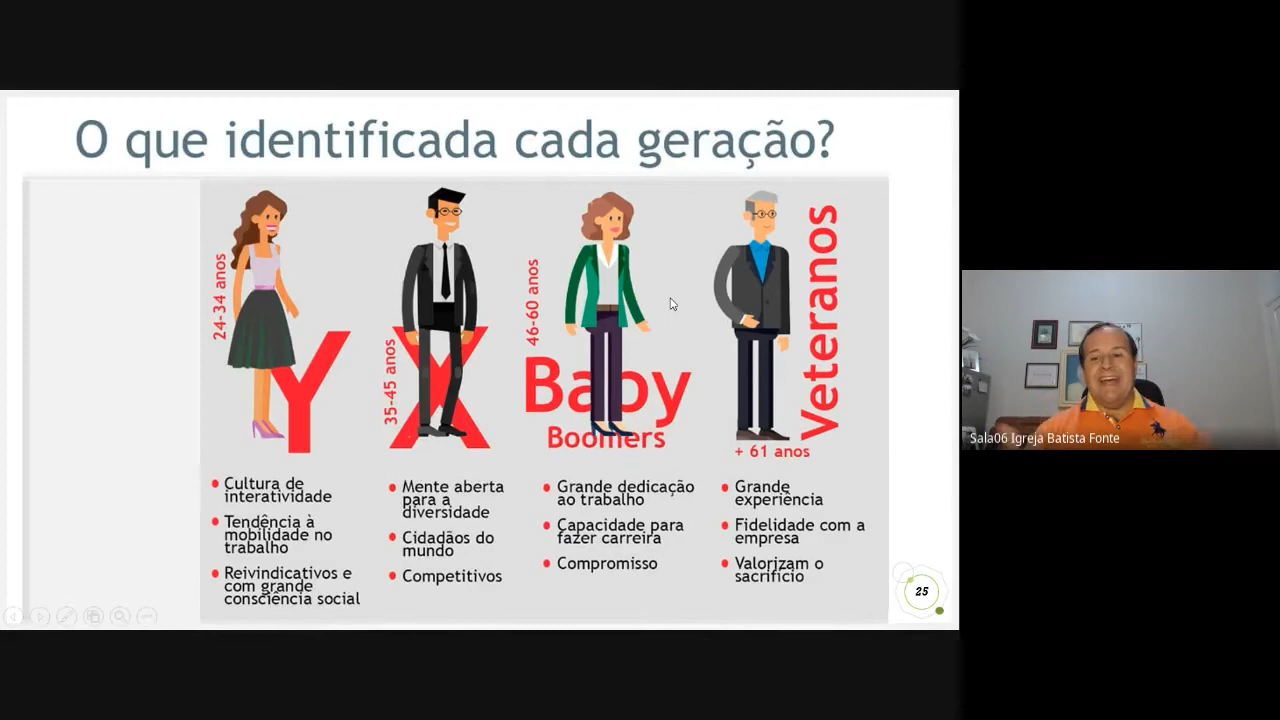 O que identificada cada geração?
24-34 anos
Y
35-45 anos
X
46-60 anos
Baby
Boomers
Veteranos
+ 61 anos
Cultura de
interatividade
Tendência à
mobilidade no
trabalho
Reivindicativos e
com grande
consciência social
Mente aberta
para a
diversidade
Cidadãos do
mundo
Competitivos
Grande dedicação
ao trabalho
Capacidade para
fazer carreira
Compromisso
Grande
experiência
Fidelidade com a
empresa
Valorizam o
sacrifício
25
Sala06 Igreja Batista Fonte